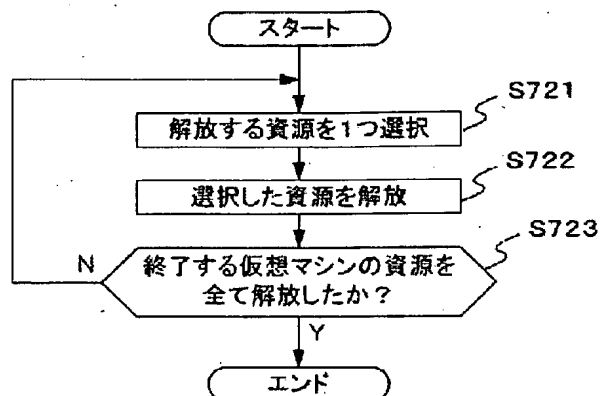 スタート
S721
解放する資源を1つ選択
S722
選択した資源を解放
S723
N
終了する仮想マシンの資源を
全て解放したか？
Y
エンド